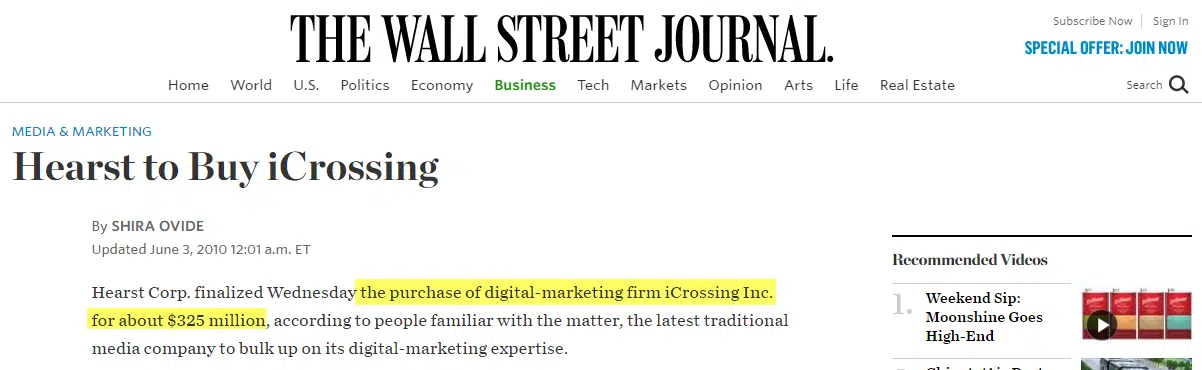 THE WALL STREET JOURNAL.
Subscribe Now | Sign In
SPECIAL OFFER: JOIN NOW
Home World U.S. Politics Economy Business Tech Markets Opinion Arts Life Real Estate
Search
MEDIA & MARKETING
Hearst to Buy iCrossing
By SHIRA OVIDE
Updated June 3, 2010 12:01 a.m. ET
Hearst Corp. finalized Wednesday the purchase of digital-marketing firm iCrossing Inc.
for about $325 million, according to people familiar with the matter, the latest traditional
media company to bulk up on its digital-marketing expertise.
Recommended Videos
1.
Weekend Sip:
Moonshine Goes
High-End